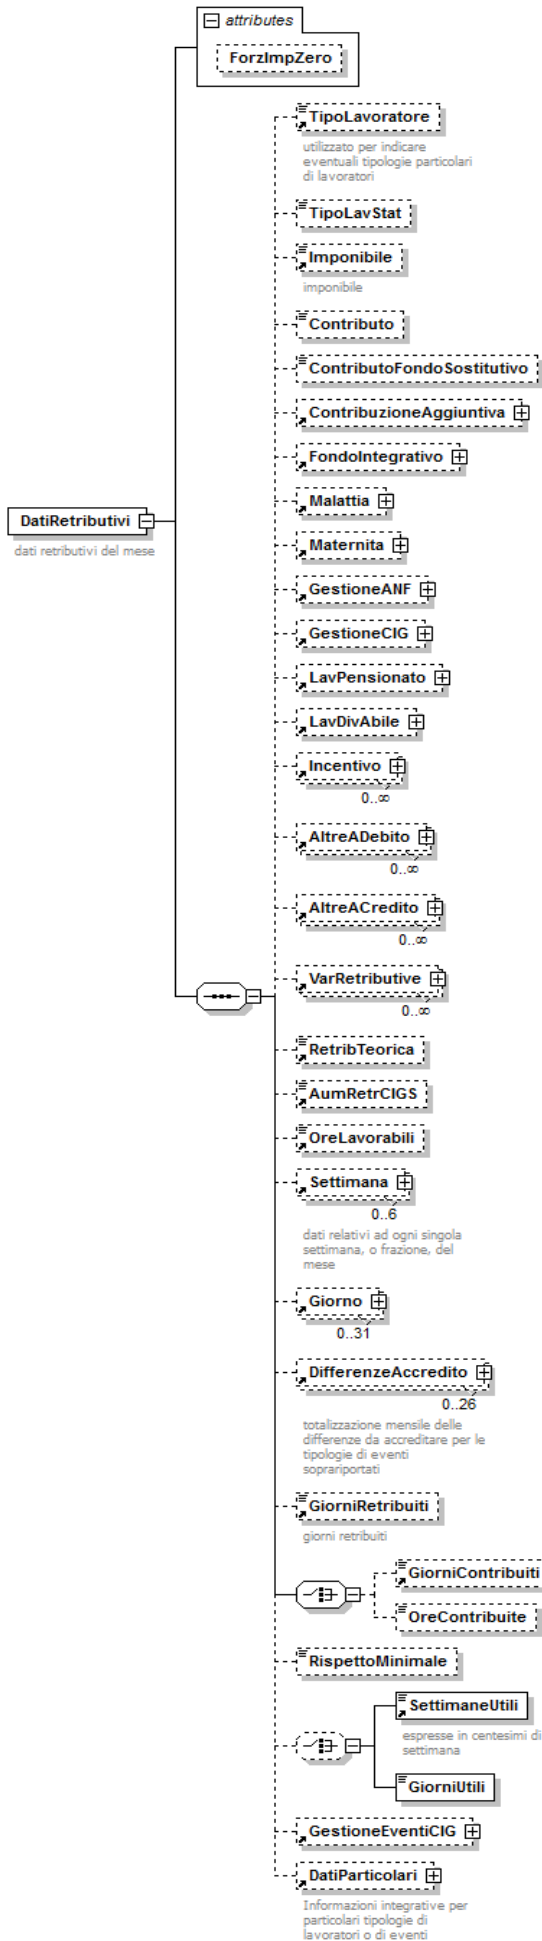 attributes
ForzImpZero
TipoLavoratore
utilizzato per indicare
eventuali tipologie particolari
di lavoratori
TipoLavStat
Imponibile
imponibile
Contributo
ContributoFondoSostitutivo
ContribuzioneAggiuntiva
FondoIntegrativo
Malattia
DatiRetributivi
dati retributivi del mese
Maternita
GestioneANF
GestioneCIG
LavPensionato
LavDivAbile
Incentivo
0..∞
AltreADebito
0..∞
AltreACredito
0..∞
VarRetributive
0..∞
RetribTeorica
AumRetrCIGS
OreLavorabili
Settimana
0..6
dati relativi ad ogni singola
settimana, o frazione, del
mese
Giorno
0..31
DifferenzeAccredito
0..26
totalizzazione mensile delle
differenze da accreditare per le
tipologie di eventi
soprariportati
GiorniRetribuiti
giorni retribuiti
GiorniContribuiti
OreContribuite
RispettoMinimale
SettimaneUtili
espresse in centesimi di
settimana
GiorniUtili
GestioneEventiCIG
DatiParticolari
Informazioni integrative per
particolari tipologie di
lavoratori o di eventi